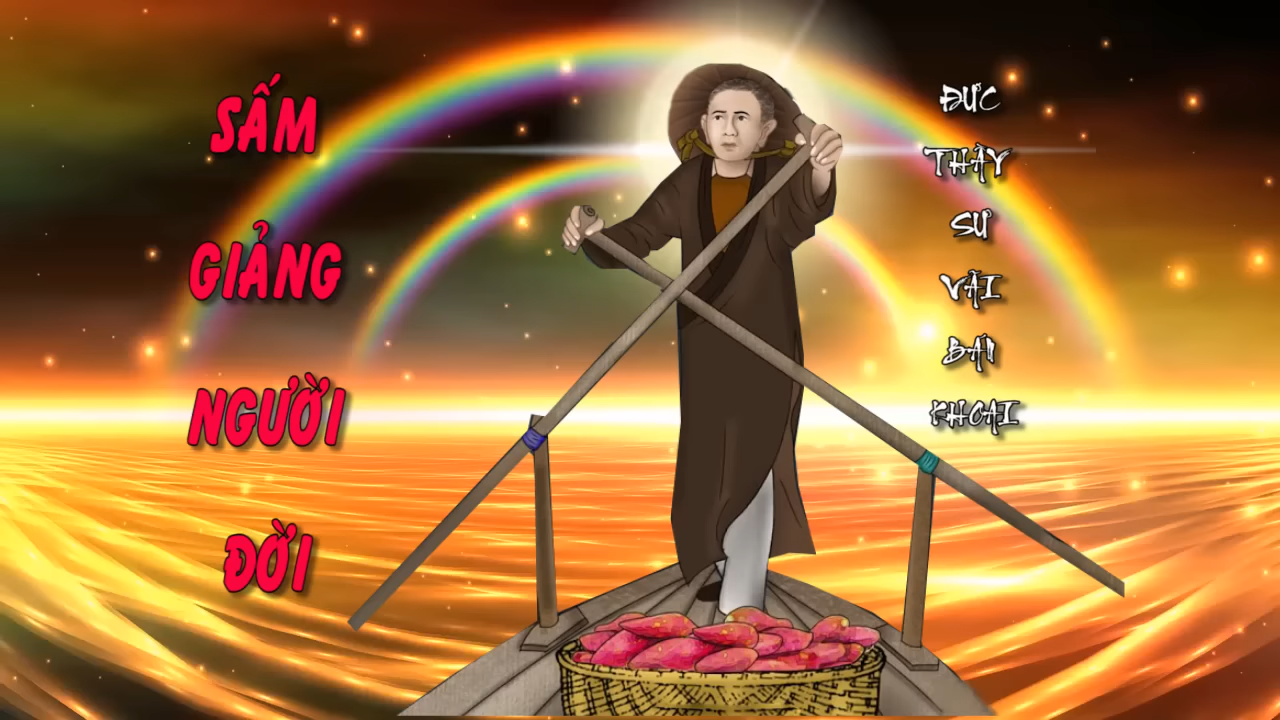 SẤM
GIẢNG
NGƯỜI
ĐỜI
ĐỨC
THẦY
SƯ
VÃI
BÁN
KHOAI